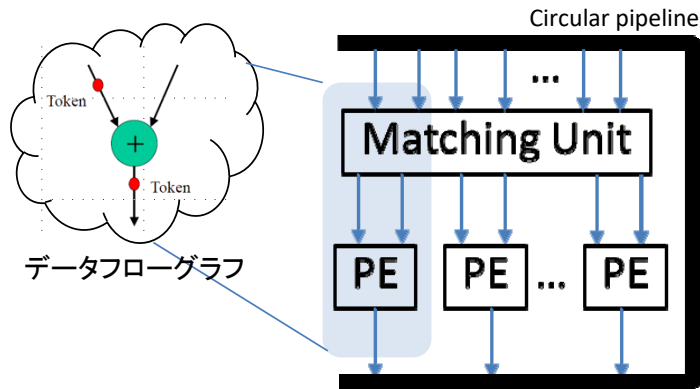 Circular pipeline
Token
...
Matching Unit
+
Token
データフローグラフ
PE
PE
...
PE